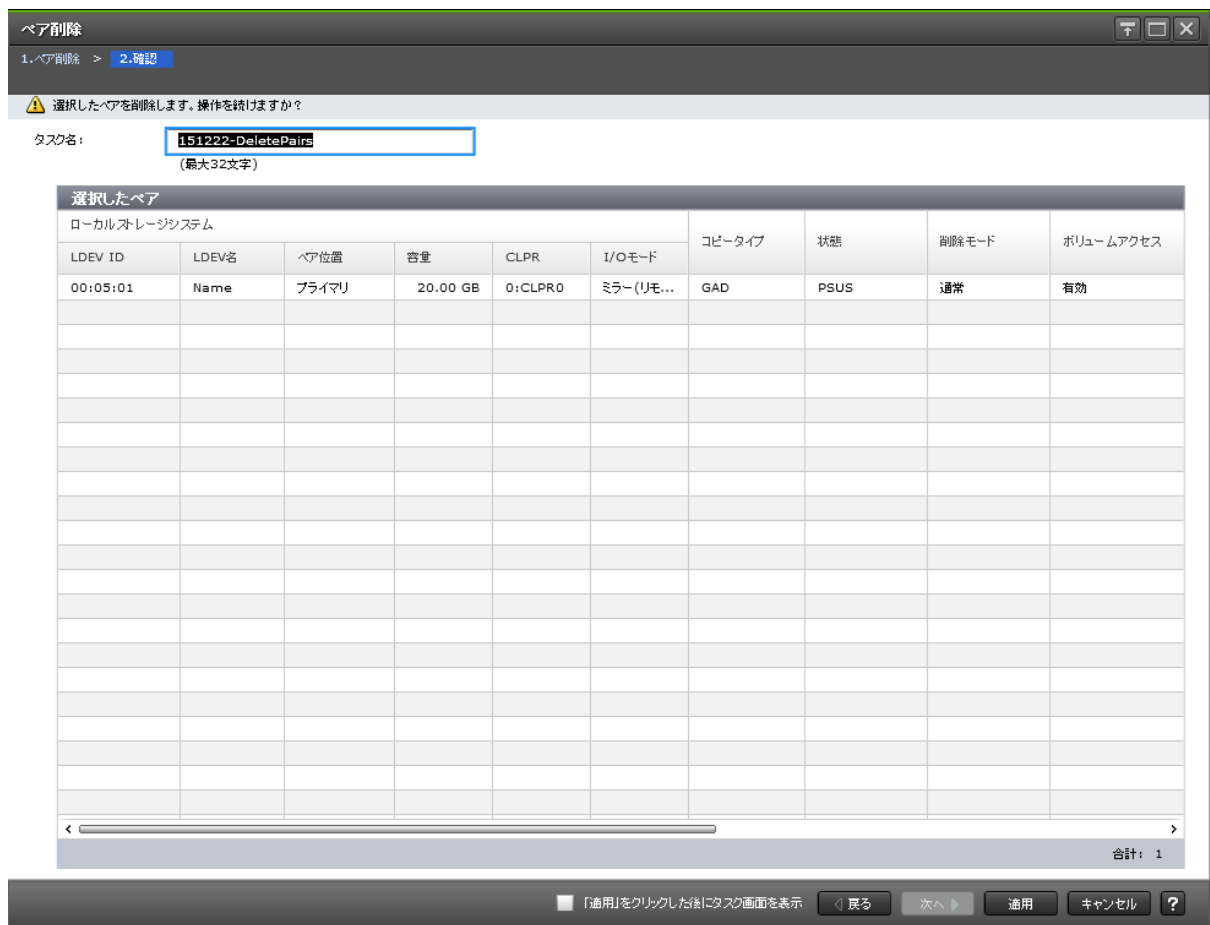 ペア削除
1.ペア削除 > 2.確認
選択したペアを削除します。操作を続けますか?
タスク名: 151222-DeletePairs
(最大32文字)
選択したペア
ローカルストレージシステム コピータイプ 状態 削除モード ボリュームアクセス
LDEV ID LDEV名 ペア位置 容量 CLPR I/Oモード
00:05:01 Name プライマリ 20.00 GB 0:CLPR0 ミラー(リモ... GAD PSUS 通常 有効
合計: 1
「適用」をクリックした後にタスク画面を表示 戻る 次へ 適用 キャンセル ?